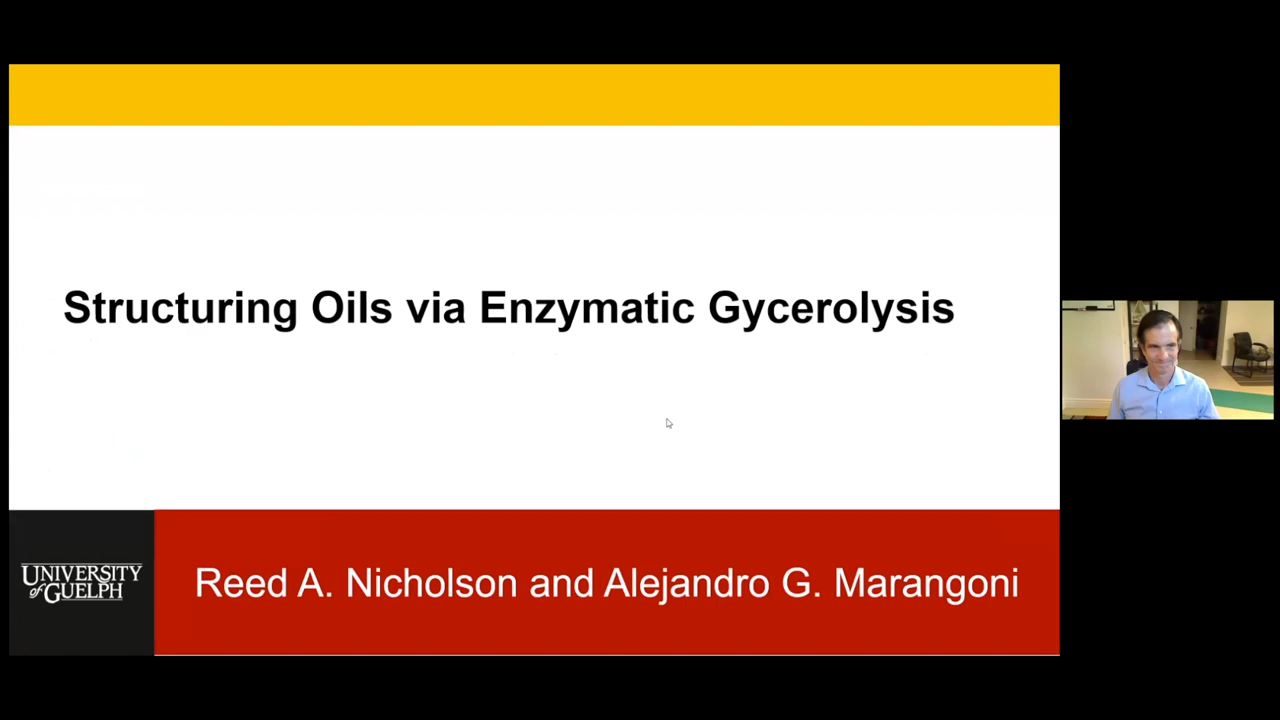 Structuring Oils via Enzymatic Gycerolysis
UNIVERSITY
of GUELPH
Reed A. Nicholson and Alejandro G. Marangoni